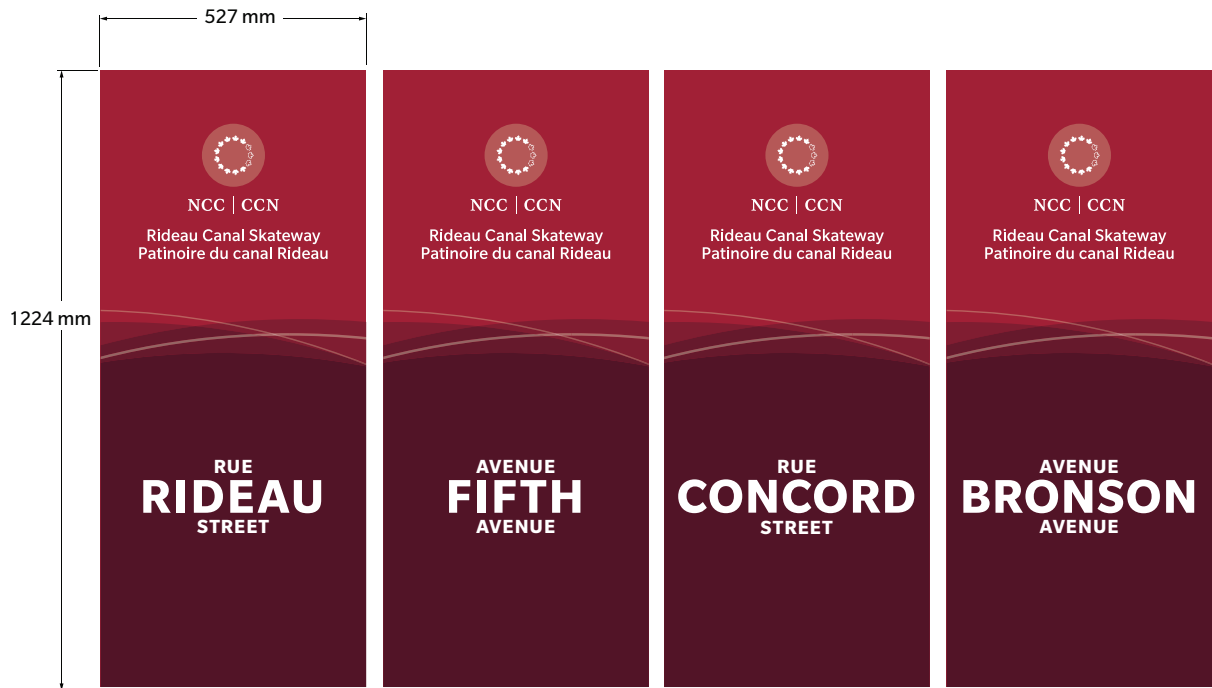 527 mm
1224 mm
NCC | CCN
Rideau Canal Skateway
Patinoire du canal Rideau
RUE
RIDEAU
STREET
NCC | CCN
Rideau Canal Skateway
Patinoire du canal Rideau
AVENUE
FIFTH
AVENUE
NCC | CCN
Rideau Canal Skateway
Patinoire du canal Rideau
RUE
CONCORD
STREET
NCC | CCN
Rideau Canal Skateway
Patinoire du canal Rideau
AVENUE
BRONSON
AVENUE